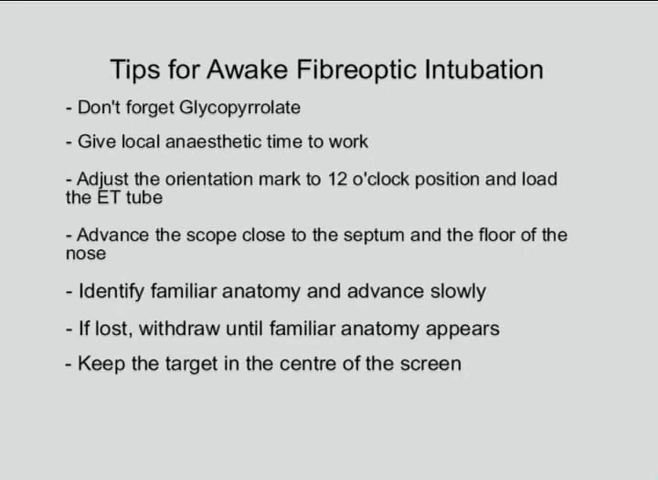 Tips for Awake Fibreoptic Intubation
- Don't forget Glycopyrrolate
- Give local anaesthetic time to work
- Adjust the orientation mark to 12 o'clock position and load
the ET tube
- Advance the scope close to the septum and the floor of the
nose
- Identify familiar anatomy and advance slowly
- If lost, withdraw until familiar anatomy appears
- Keep the target in the centre of the screen